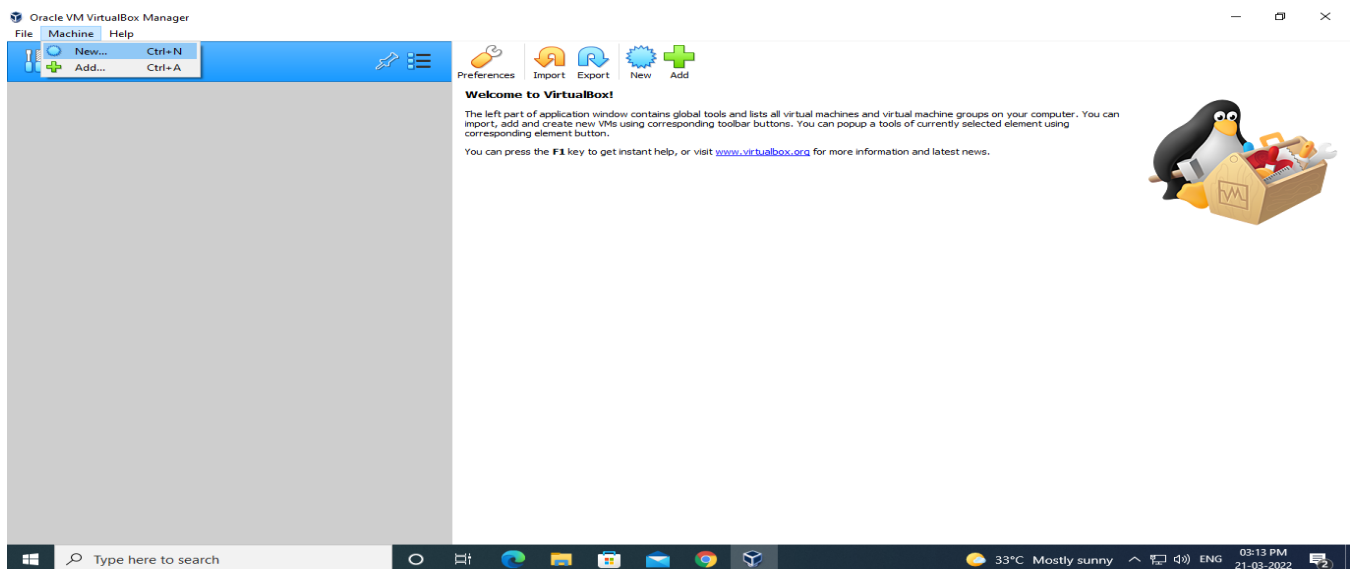 Oracle VM VirtualBox Manager
File Machine Help
New... Ctrl+N
Add... Ctrl+A
Preferences Import Export New Add
Welcome to VirtualBox!
The left part of application window contains global tools and lists all virtual machines and virtual machine groups on your computer. You can
import, add and create new VMs using corresponding toolbar buttons. You can popup a tools of currently selected element using
corresponding element button.
You can press the F1 key to get instant help, or visit www.virtualbox.org for more information and latest news.
Type here to search
33°C Mostly sunny
ENG
03:13 PM
21-03-2022
2